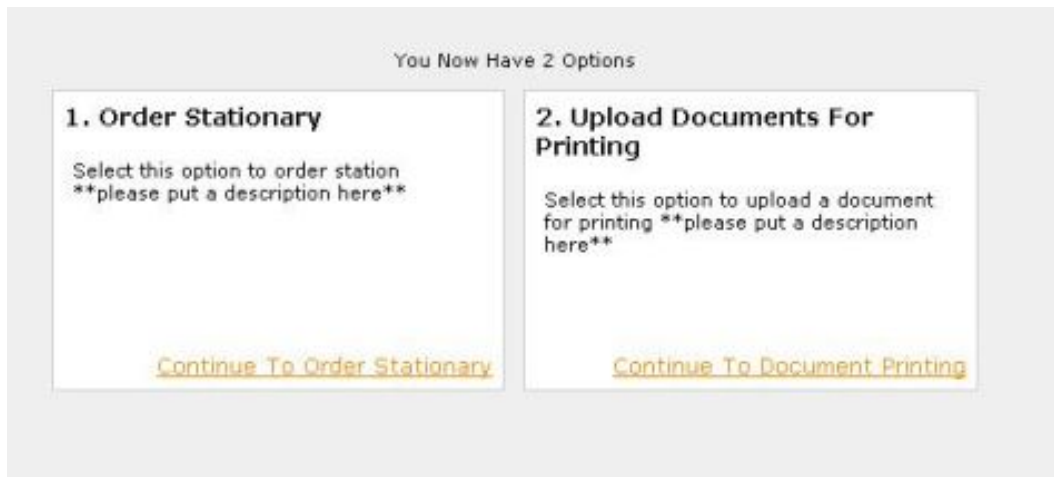 You Now Have 2 Options
1. Order Stationary
Select this option to order station
**please put a description here**
Continue To Order Stationary
2. Upload Documents For
Printing
Select this option to upload a document
for printing **please put a description
here**
Continue To Document Printing